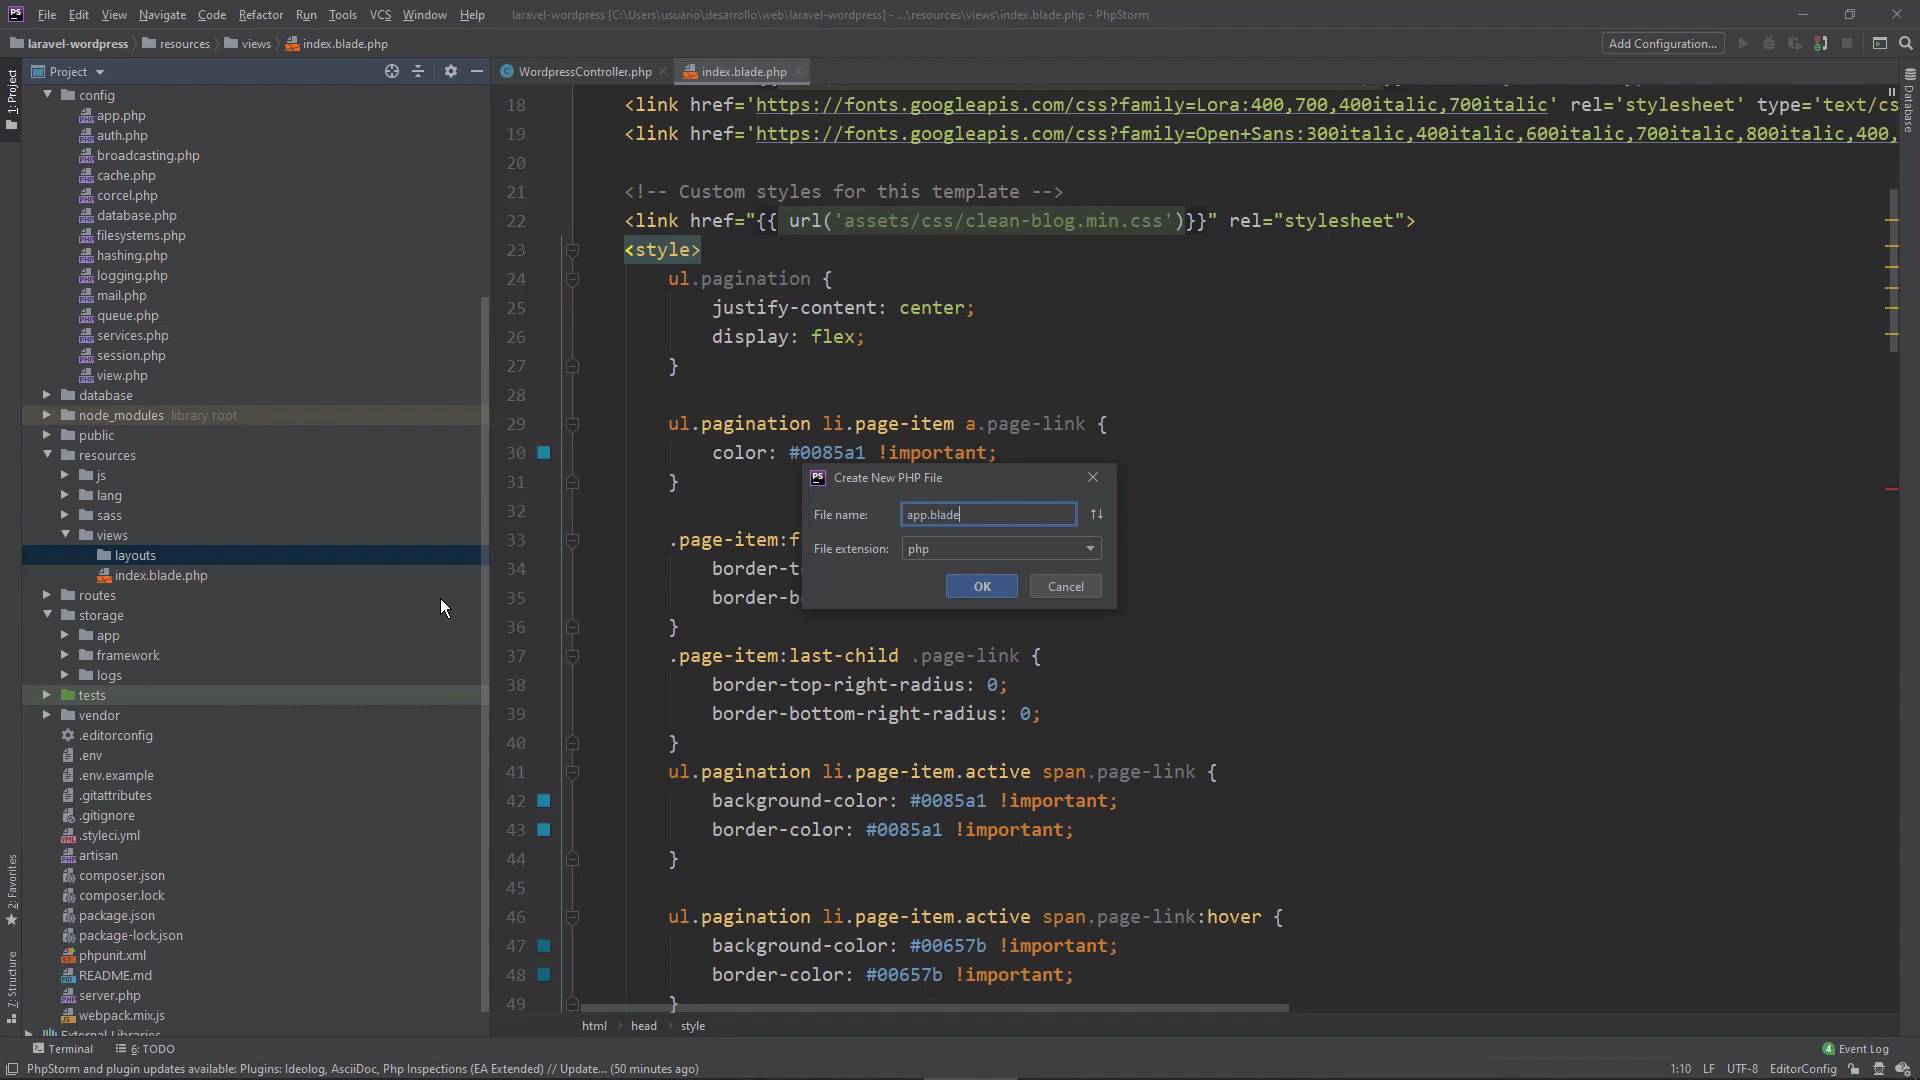 File Edit View Navigate Code Refactor Run Tools VCS Window Help laravel-wordpress [C:\Users\usuario\desarrollo\web\laravel-wordpress] - ...\resources\views\index.blade.php - PhpStorm
laravel-wordpress resources views index.blade.php Add Configuration...
Project WordpressController.php index.blade.php
1: Project
Database
2: Favorites
7: Structure
config
app.php
auth.php
broadcasting.php
cache.php
corcel.php
database.php
filesystems.php
hashing.php
logging.php
mail.php
queue.php
services.php
session.php
view.php
database
node_modules library root
public
resources
js
lang
sass
views
layouts
index.blade.php
routes
storage
app
framework
logs
tests
vendor
.editorconfig
.env
.env.example
.gitattributes
.gitignore
.styleci.yml
artisan
composer.json
composer.lock
package.json
package-lock.json
phpunit.xml
README.md
server.php
webpack.mix.js
External Libraries
18 <link href='https://fonts.googleapis.com/css?family=Lora:400,700,400italic,700italic' rel='stylesheet' type='text/cs
19 <link href='https://fonts.googleapis.com/css?family=Open+Sans:300italic,400italic,600italic,700italic,800italic,400,
20
21 <!-- Custom styles for this template -->
22 <link href="{{ url('assets/css/clean-blog.min.css')}}" rel="stylesheet">
23 <style>
24 ul.pagination {
25 justify-content: center;
26 display: flex;
27 }
28
29 ul.pagination li.page-item a.page-link {
30 color: #0085a1 !important;
31 }
32
33 .page-item:f
34 border-t
35 border-b
36 }
37 .page-item:last-child .page-link {
38 border-top-right-radius: 0;
39 border-bottom-right-radius: 0;
40 }
41 ul.pagination li.page-item.active span.page-link {
42 background-color: #0085a1 !important;
43 border-color: #0085a1 !important;
44 }
45
46 ul.pagination li.page-item.active span.page-link:hover {
47 background-color: #00657b !important;
48 border-color: #00657b !important;
49 }
Create New PHP File
File name: app.blade
File extension: php
OK Cancel
html head style
Terminal 6: TODO 4 Event Log
PhpStorm and plugin updates available: Plugins: Ideolog, AsciiDoc, Php Inspections (EA Extended) // Update... (50 minutes ago) 1:10 LF UTF-8 EditorConfig